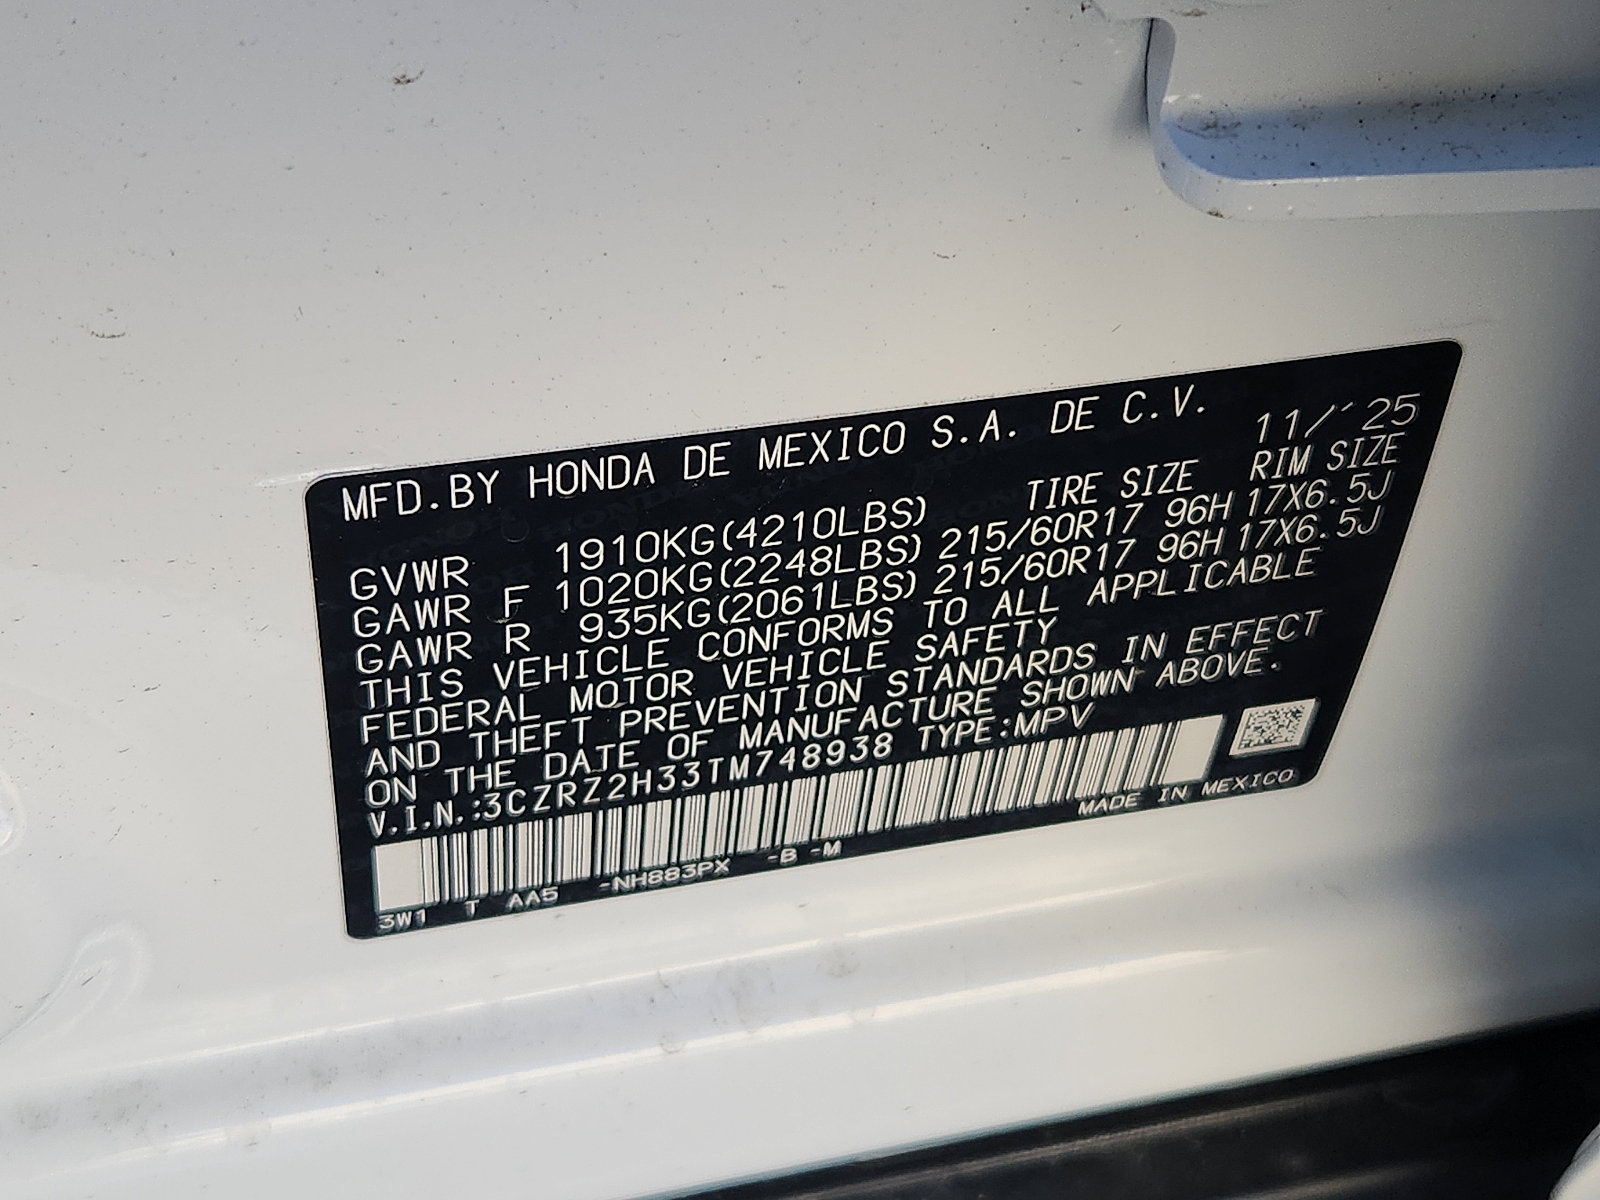 MFD.BY HONDA DE MEXICO S.A. DE C.V.
11/'25
TIRE SIZE RIM SIZE
GVWR 1910KG(4210LBS)
GAWR F 1020KG(2248LBS) 215/60R17 96H 17X6.5J
GAWR R 935KG(2061LBS) 215/60R17 96H 17X6.5J
THIS VEHICLE CONFORMS TO ALL APPLICABLE
FEDERAL MOTOR VEHICLE SAFETY
AND THEFT PREVENTION STANDARDS IN EFFECT
ON THE DATE OF MANUFACTURE SHOWN ABOVE.
V.I.N.:3CZRZ2H33TM748938 TYPE:MPV
MADE IN MEXICO
3W1 T AA5 -NH883PX -B -M